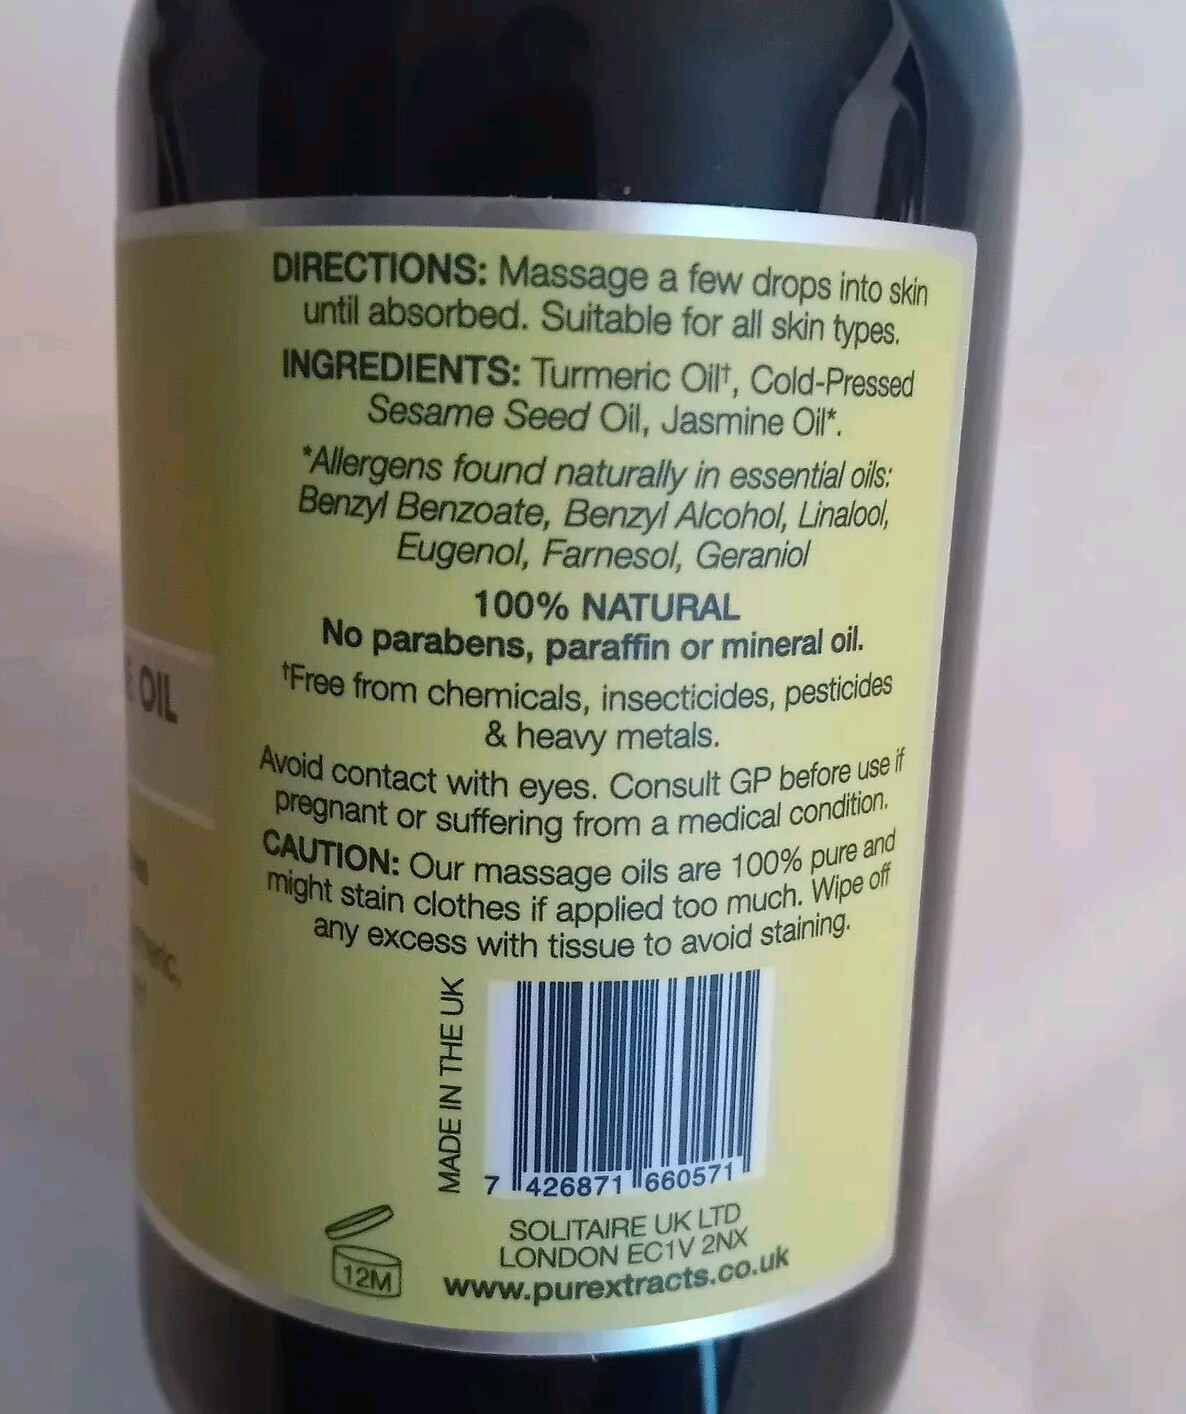 DIRECTIONS: Massage a few drops into skin
until absorbed. Suitable for all skin types.
INGREDIENTS: Turmeric Oil†, Cold-Pressed
Sesame Seed Oil, Jasmine Oil*.
*Allergens found naturally in essential oils:
Benzyl Benzoate, Benzyl Alcohol, Linalool,
Eugenol, Farnesol, Geraniol
100% NATURAL
No parabens, paraffin or mineral oil.
†Free from chemicals, insecticides, pesticides
& heavy metals.
Avoid contact with eyes. Consult GP before use if
pregnant or suffering from a medical condition.
CAUTION: Our massage oils are 100% pure and
might stain clothes if applied too much. Wipe off
any excess with tissue to avoid staining.
MADE IN THE UK
7 426871 660571
SOLITAIRE UK LTD
LONDON EC1V 2NX
www.purextracts.co.uk
12M
OIL